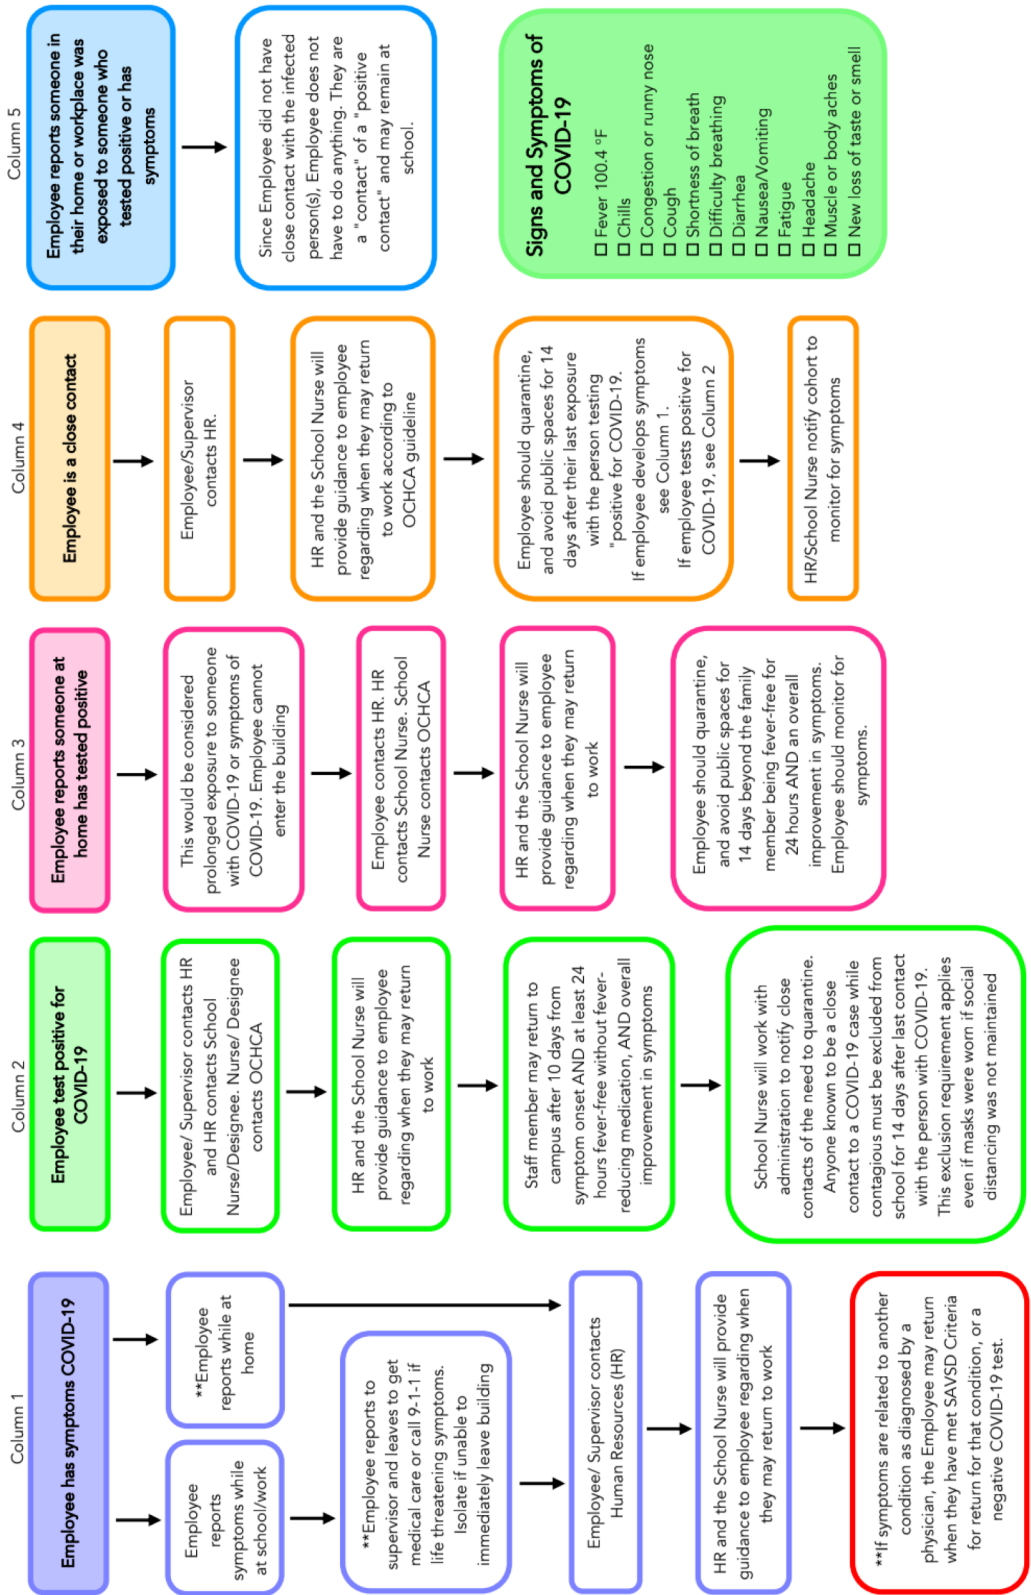 Column 1
Employee has symptoms COVID-19
Employee
reports
symptoms while
at school/work
**Employee
reports while at
home
**Employee reports to
supervisor and leaves to get
medical care or call 9-1-1 if
life threatening symptoms.
Isolate if unable to
immediately leave building
Employee/ Supervisor contacts
Human Resources (HR)
HR and the School Nurse will provide
guidance to employee regarding when
they may return to work
**If symptoms are related to another
condition as diagnosed by a
physician, the Employee may return
when they have met SAVSD Criteria
for return for that condition, or a
negative COVID-19 test.
Column 2
Employee test positive for
COVID-19
Employee/ Supervisor contacts HR
and HR contacts School
Nurse/Designee. Nurse/ Designee
contacts OCHCA
HR and the School Nurse will
provide guidance to employee
regarding when they may return
to work
Staff member may return to
campus after 10 days from
symptom onset AND at least 24
hours fever-free without fever-
reducing medication, AND overall
improvement in symptoms
School Nurse will work with
administration to notify close
contacts of the need to quarantine.
Anyone known to be a close
contact to a COVID-19 case while
contagious must be excluded from
school for 14 days after last contact
with the person with COVID-19.
This exclusion requirement applies
even if masks were worn if social
distancing was not maintained
Column 3
Employee reports someone at
home has tested positive
This would be considered
prolonged exposure to someone
with COVID-19 or symptoms of
COVID-19. Employee cannot
enter the building
Employee contacts HR. HR
contacts School Nurse. School
Nurse contacts OCHCA
HR and the School Nurse will
provide guidance to employee
regarding when they may return
to work
Employee should quarantine,
and avoid public spaces for
14 days beyond the family
member being fever-free for
24 hours AND an overall
improvement in symptoms.
Employee should monitor for
symptoms.
Column 4
Employee is a close contact
Employee/Supervisor
contacts HR.
HR and the School Nurse will
provide guidance to employee
regarding when they may return
to work according to
OCHCA guideline
Employee should quarantine,
and avoid public spaces for 14
days after their last exposure
with the person testing
"positive for COVID-19.
If employee develops symptoms
see Column 1.
If employee tests positive for
COVID-19, see Column 2
HR/School Nurse notify cohort to
monitor for symptoms
Column 5
Employee reports someone in
their home or workplace was
exposed to someone who
tested positive or has
symptoms
Since Employee did not have
close contact with the infected
person(s), Employee does not
have to do anything. They are
a "contact" of a "positive
contact" and may remain at
school.
Signs and Symptoms of
COVID-19
☐ Fever 100.4 °F
☐ Chills
☐ Congestion or runny nose
☐ Cough
☐ Shortness of breath
☐ Difficulty breathing
☐ Diarrhea
☐ Nausea/Vomiting
☐ Fatigue
☐ Headache
☐ Muscle or body aches
☐ New loss of taste or smell